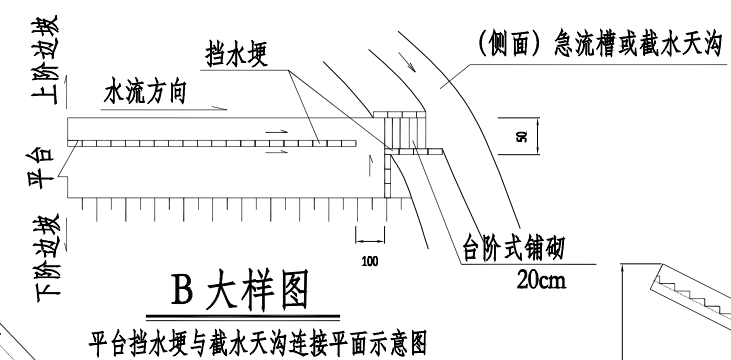 （侧面）急流槽或截水天沟
挡水埂
上阶边坡
水流方向
50
平台
下阶边坡
100
台阶式铺砌
20cm
B 大样图
平台挡水埂与截水天沟连接平面示意图